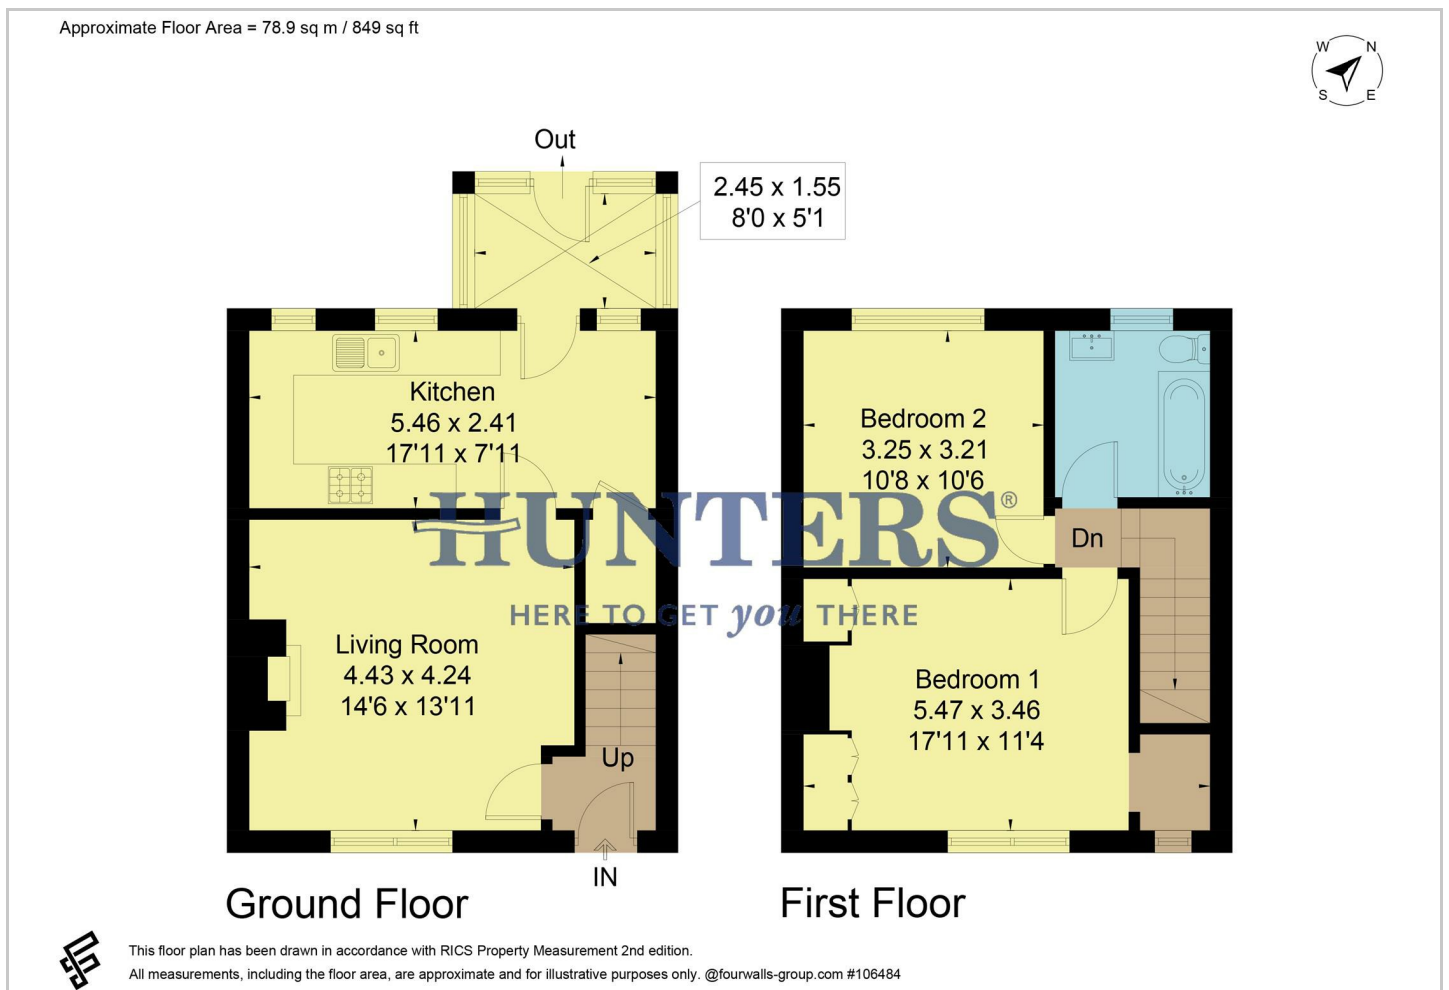 Approximate Floor Area = 78.9 sq m / 849 sq ft
W N
S E
Out
2.45 x 1.55
8'0 x 5'1
Kitchen
5.46 x 2.41
17'11 x 7'11
Bedroom 2
3.25 x 3.21
10'8 x 10'6
HUNTERS®
HERE TO GET you THERE
Dn
Living Room
4.43 x 4.24
14'6 x 13'11
Bedroom 1
5.47 x 3.46
17'11 x 11'4
Up
IN
Ground Floor
First Floor
This floor plan has been drawn in accordance with RICS Property Measurement 2nd edition.
All measurements, including the floor area, are approximate and for illustrative purposes only. @fourwalls-group.com #106484